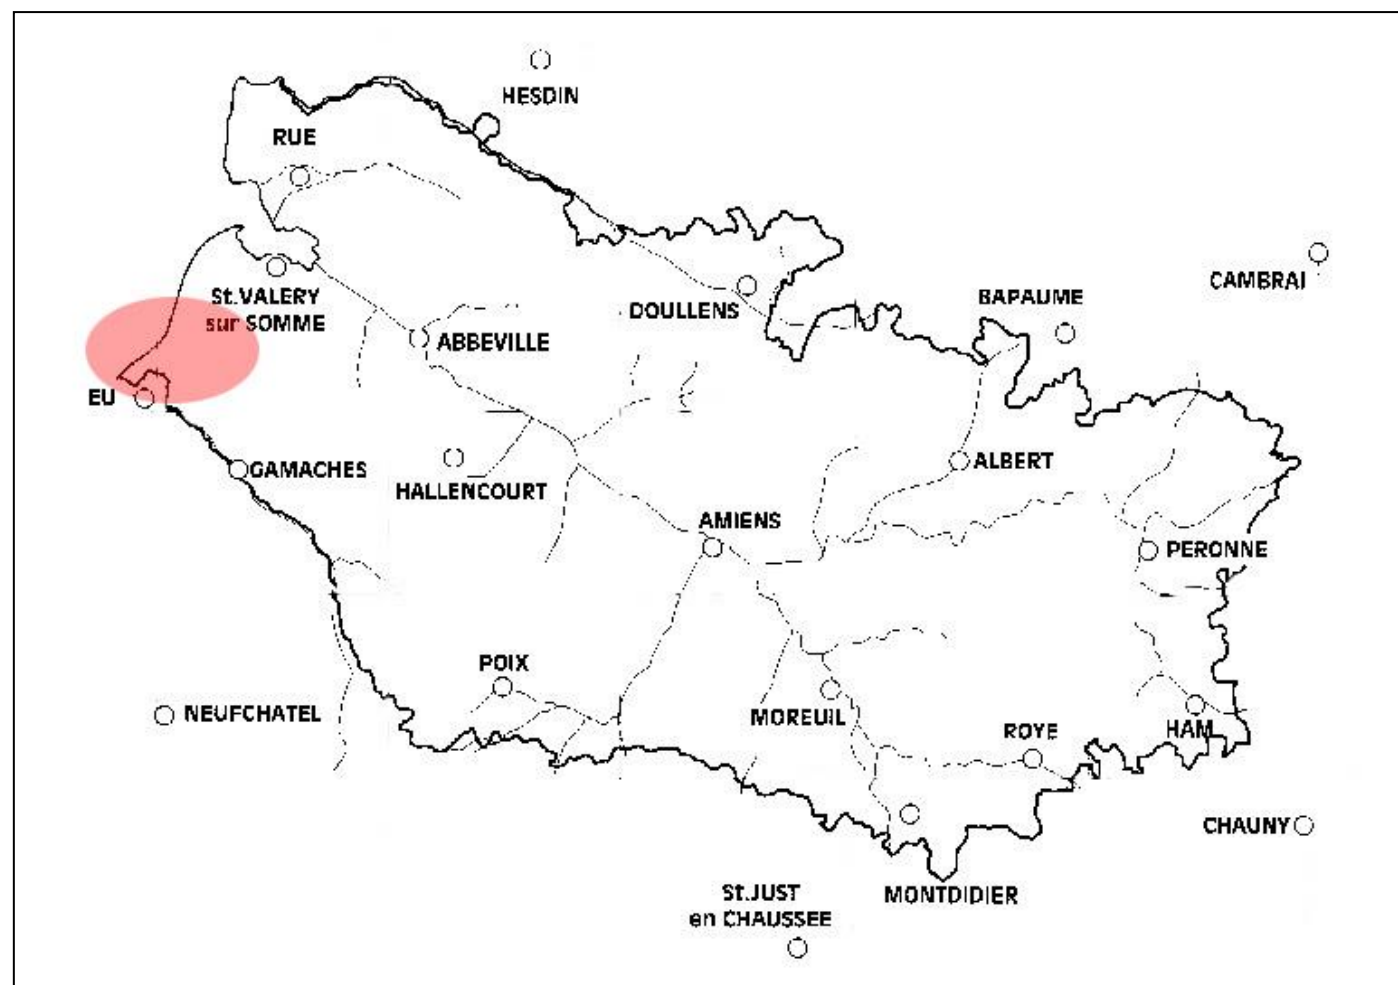 HESDIN
RUE
CAMBRAI
St.VALERY
sur SOMME
BAPAUME
DOULLENS
ABBEVILLE
EU
GAMACHES
ALBERT
HALLENCOURT
AMIENS
PERONNE
POIX
NEUFCHATEL
MOREUIL
ROYE
HAM
CHAUNY
St.JUST
en CHAUSSEE
MONTDIDIER